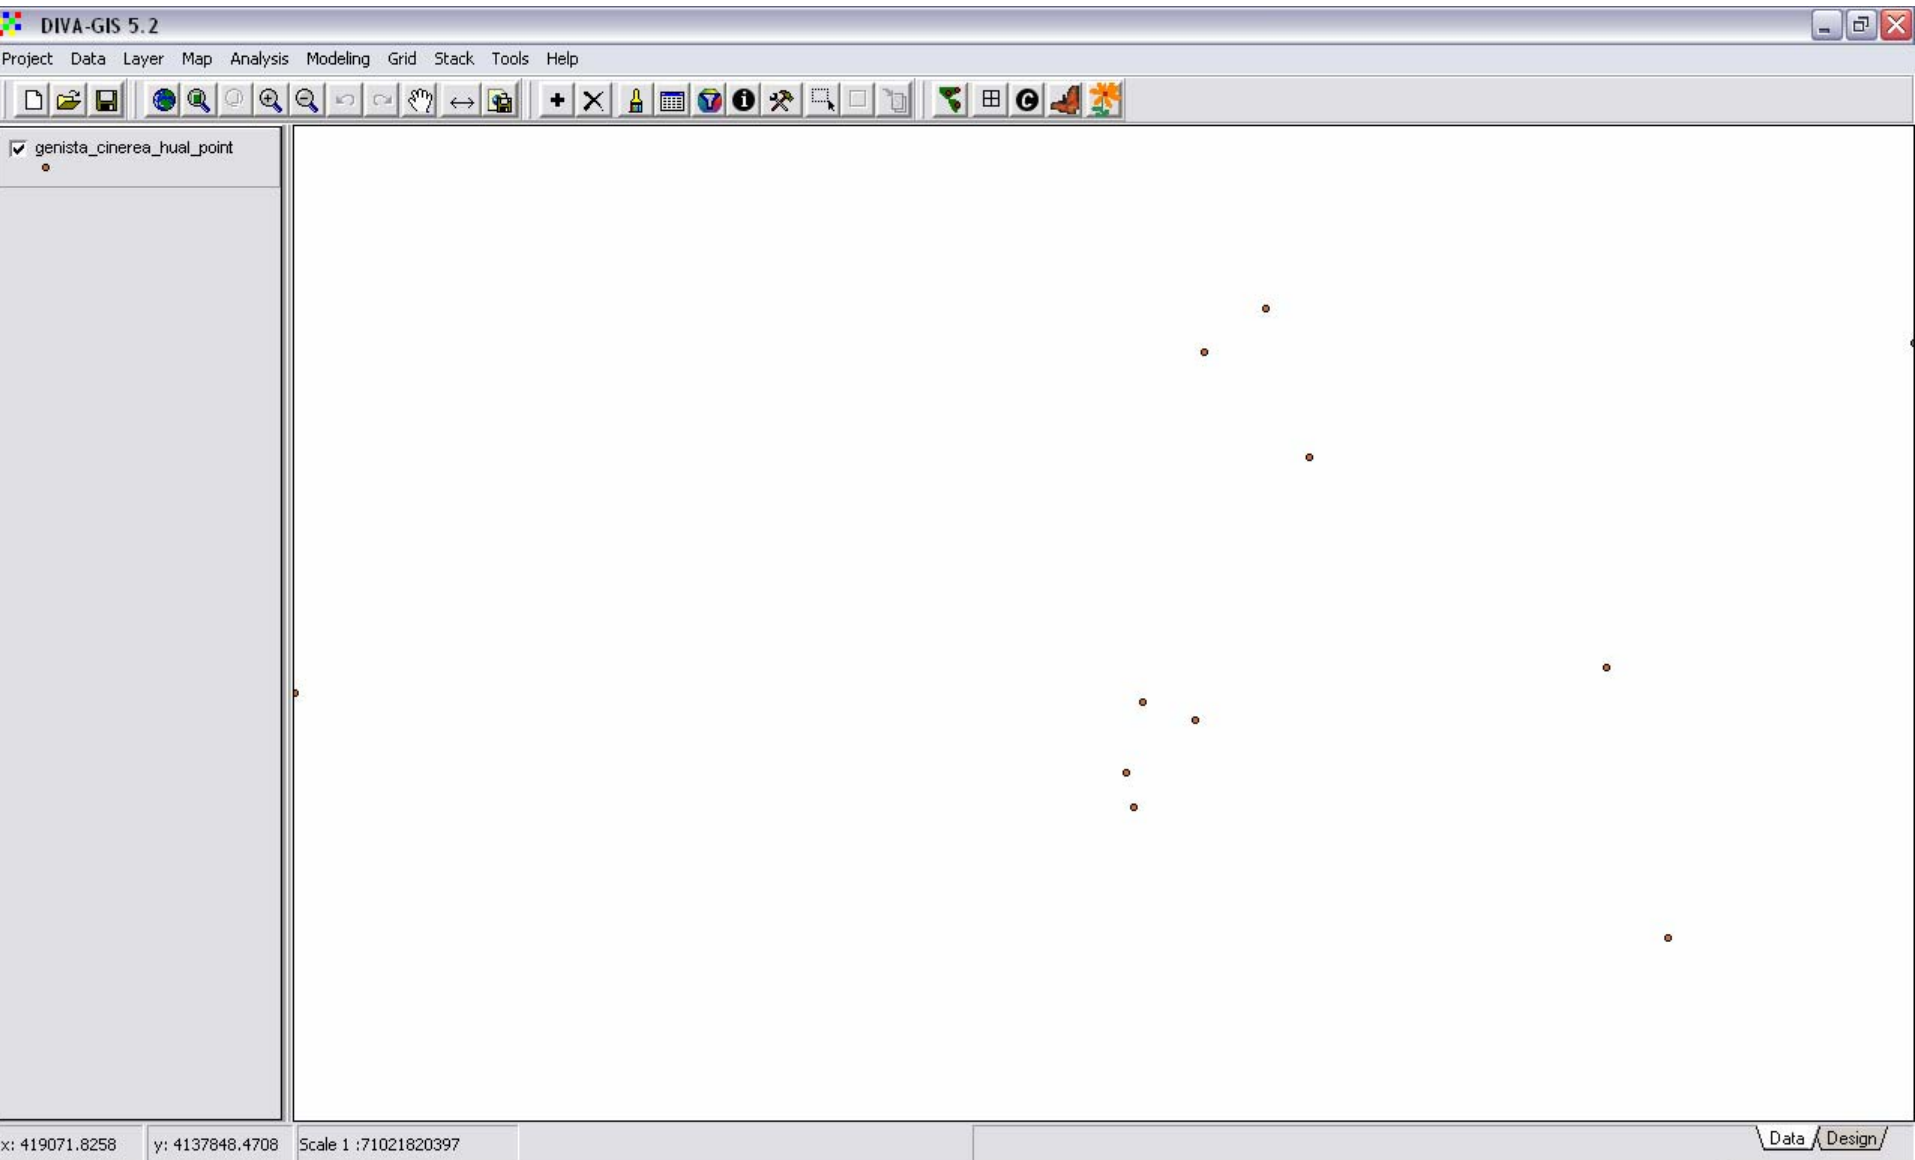 DIVA-GIS 5.2
Project Data Layer Map Analysis Modeling Grid Stack Tools Help
genista_cinerea_hual_point
x: 419071.8258 y: 4137848.4708 Scale 1 :71021820397 Data Design